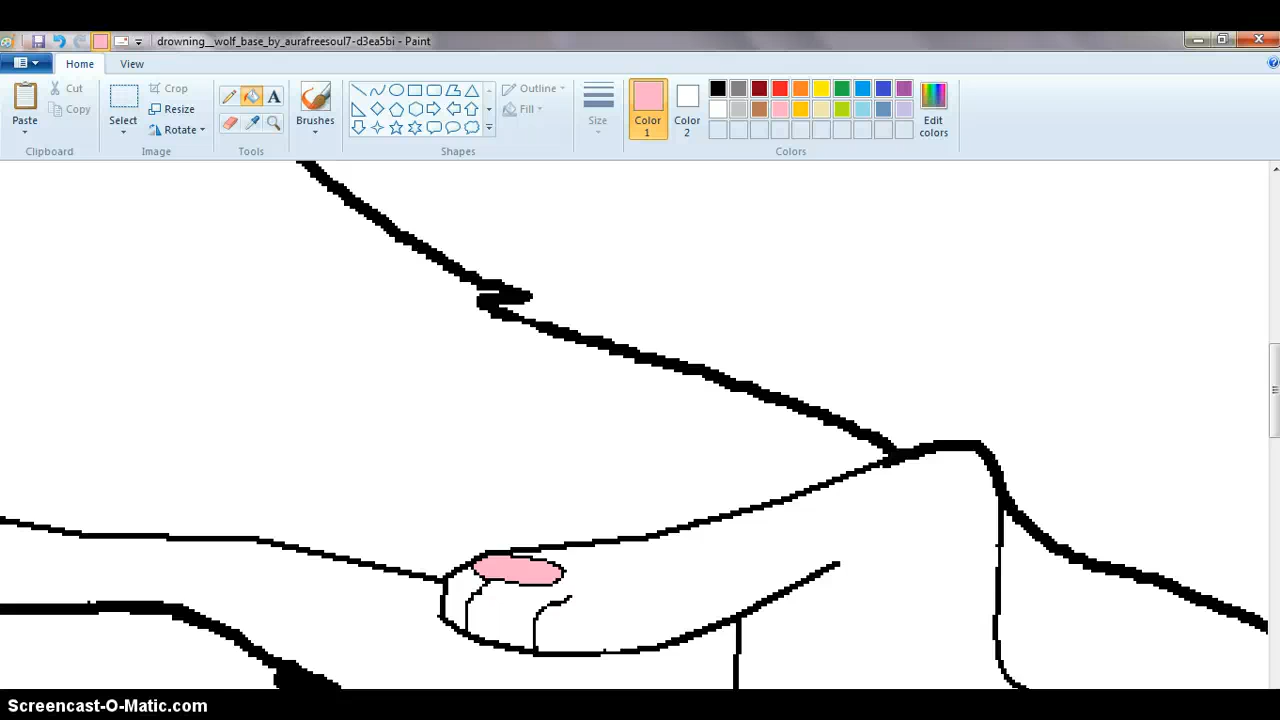 drowning__wolf_base_by_aurafreesoul7-d3ea5bi - Paint
Home View
Paste
Cut
Copy
Clipboard
Select
Crop
Resize
Rotate
Image
A
Tools
Brushes
Outline
Fill
Shapes
Size
Color 1
Color 2
Edit colors
Colors
Screencast-O-Matic.com